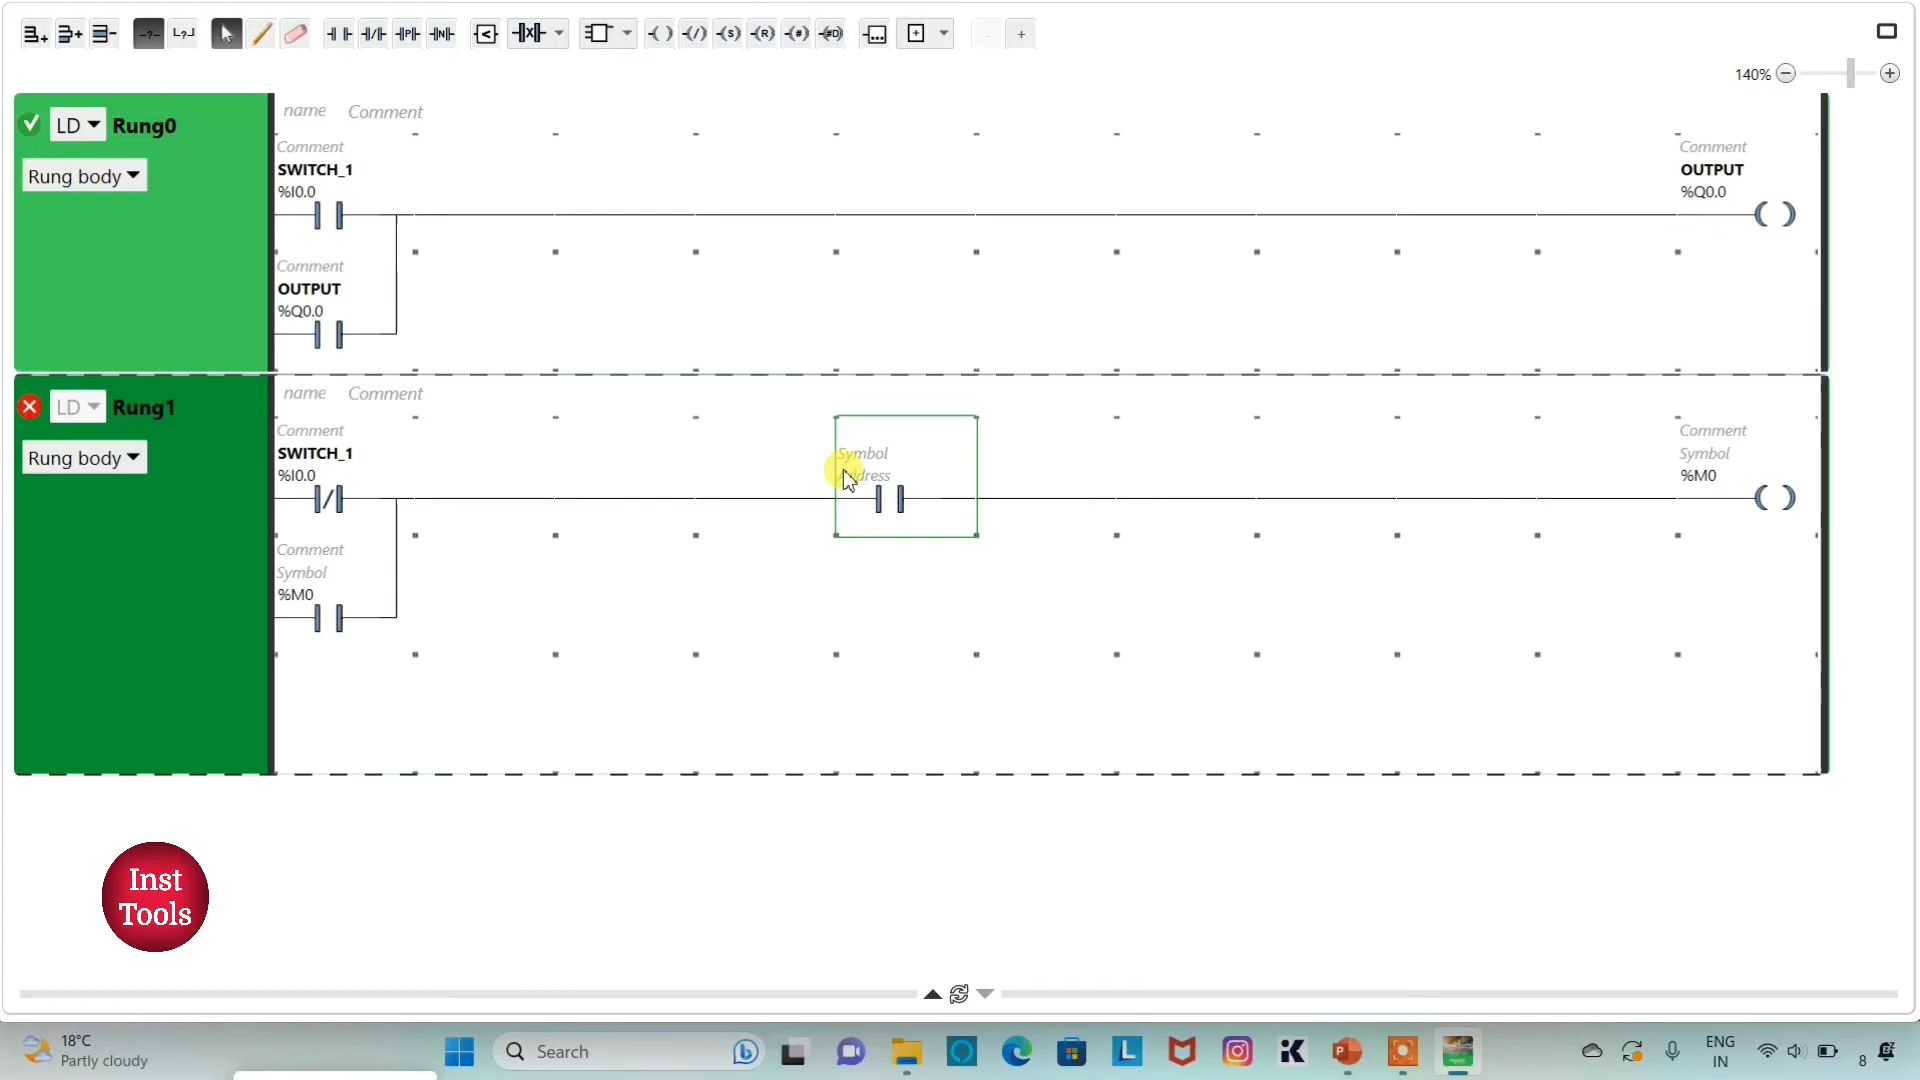 140%
LD Rung0
Rung body
name Comment
Comment
SWITCH_1
%I0.0
Comment
OUTPUT
%Q0.0
Comment
OUTPUT
%Q0.0
LD Rung1
Rung body
name Comment
Comment
SWITCH_1
%I0.0
Symbol
Comment
Symbol
%M0
Comment
Symbol
%M0
Inst
Tools
18°C
Partly cloudy
Search
ENG
IN
8